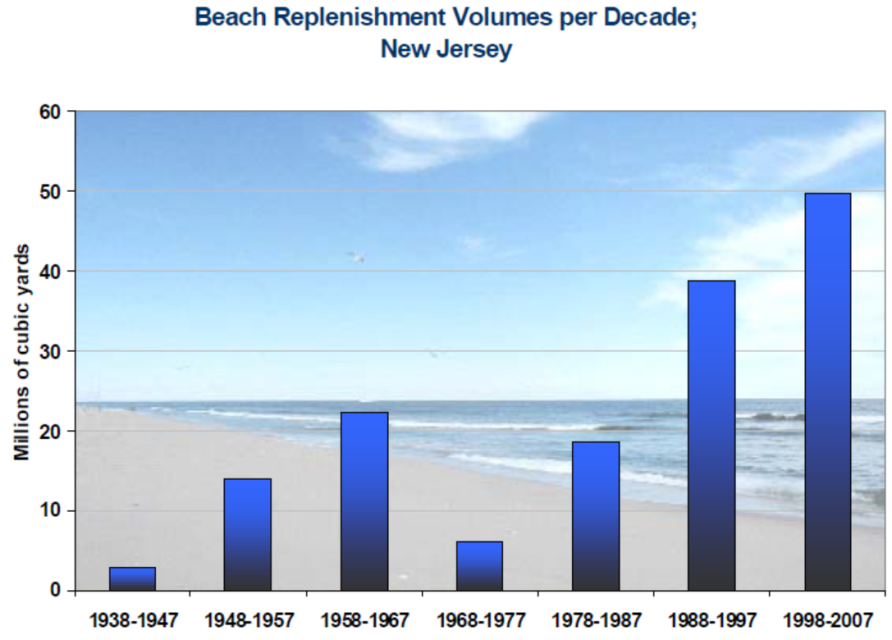 Beach Replenishment Volumes per Decade;
New Jersey
60
50
40
30
20
10
0
Millions of cubic yards
1938-1947 1948-1957 1958-1967 1968-1977 1978-1987 1988-1997 1998-2007